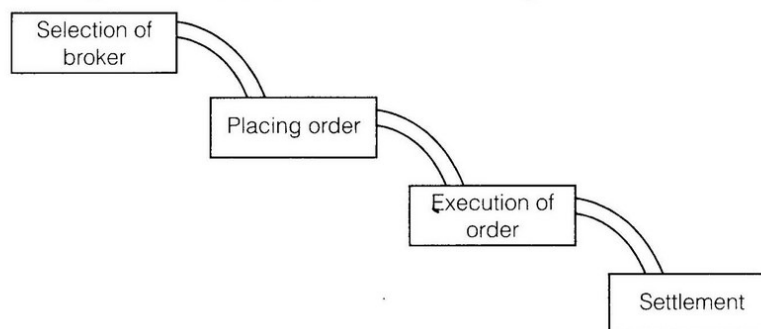 Selection of
broker
Placing order
Execution of
order
Settlement